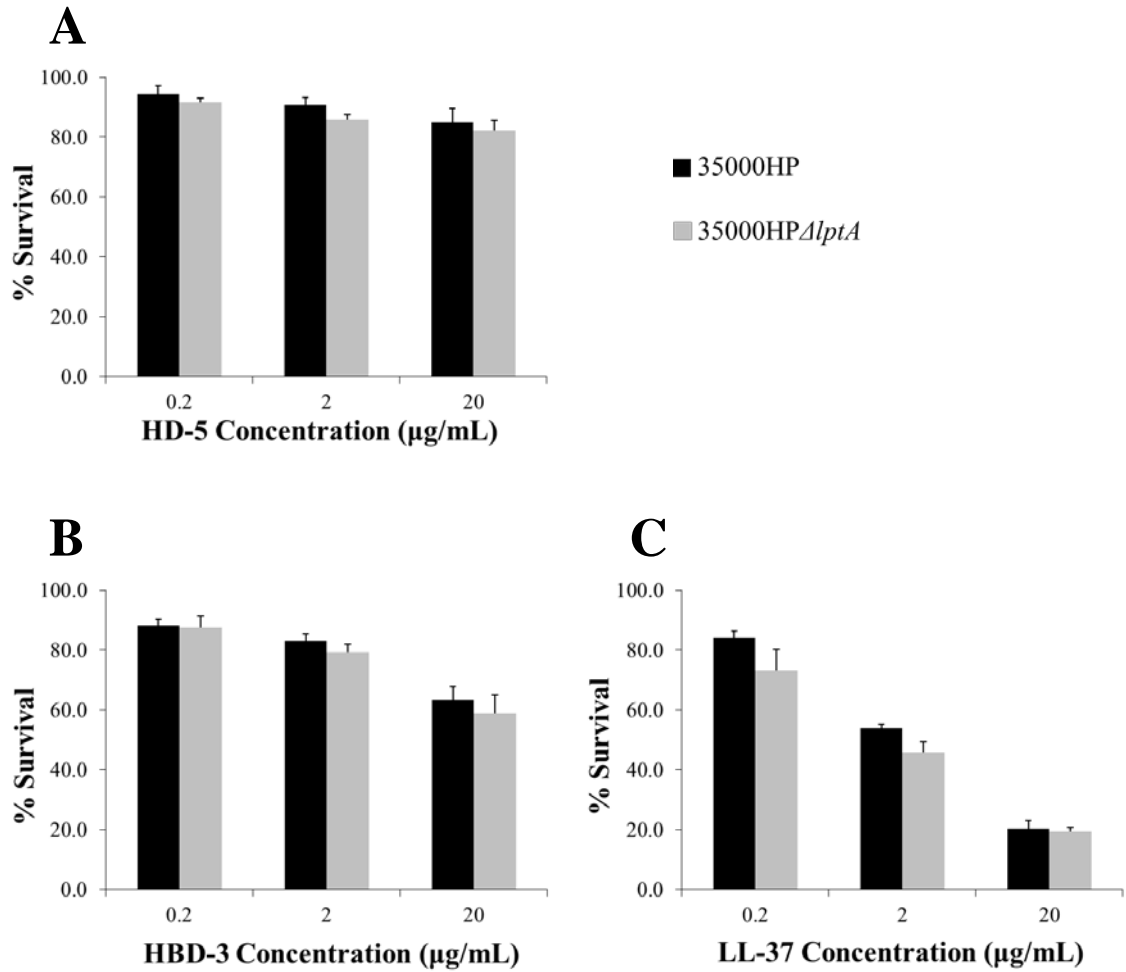 A
100.0
80.0
60.0
40.0
20.0
0.0
% Survival
0.2 2 20
HD-5 Concentration (μg/mL)
35000HP
35000HPΔlptA
B
100.0
80.0
60.0
40.0
20.0
0.0
% Survival
0.2 2 20
HBD-3 Concentration (μg/mL)
C
100.0
80.0
60.0
40.0
20.0
0.0
% Survival
0.2 2 20
LL-37 Concentration (μg/mL)